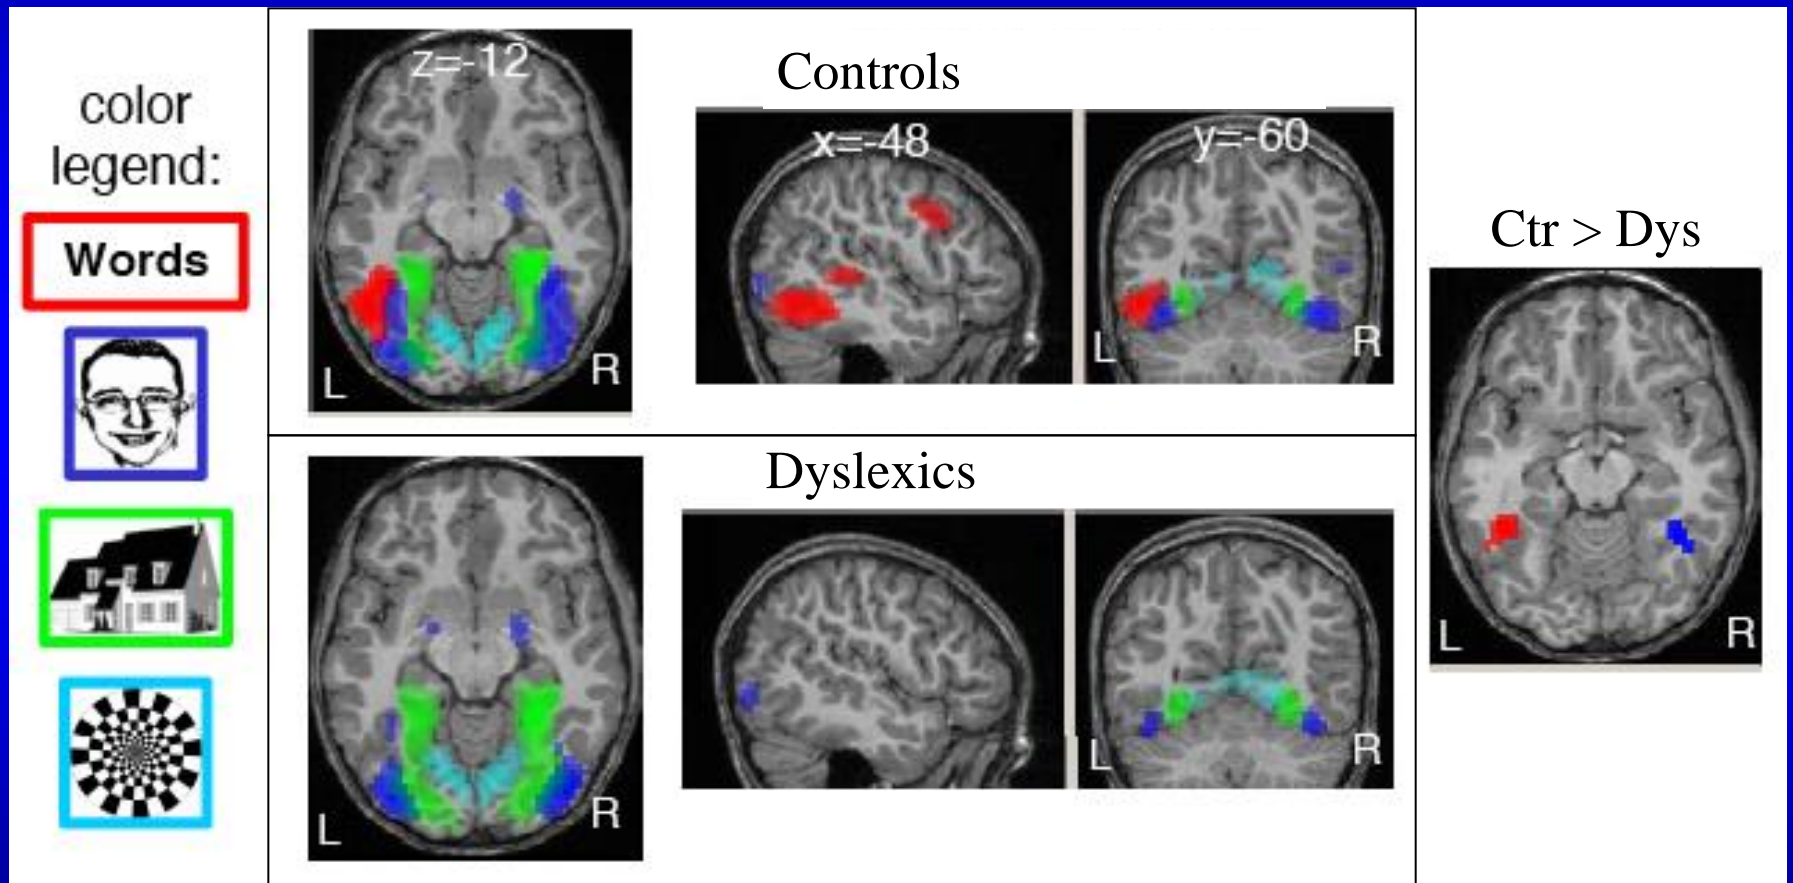 color
legend:
Words
Controls
z=-12
x=-48
y=-60
L
R
L
R
Dyslexics
L
R
L
R
Ctr > Dys
L
R